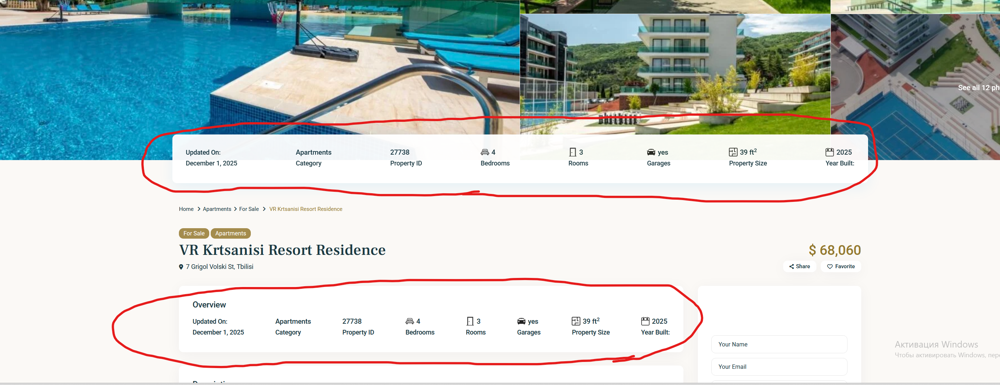 See all 12 ph
Updated On: Apartments 27738 4 3 yes 39 ft² 2025
December 1, 2025 Category Property ID Bedrooms Rooms Garages Property Size Year Built:
Home > Apartments > For Sale > VR Krtsanisi Resort Residence
For Sale Apartments
VR Krtsanisi Resort Residence
$ 68,060
7 Grigol Volski St, Tbilisi
Share Favorite
Overview
Updated On: Apartments 27738 4 3 yes 39 ft² 2025
December 1, 2025 Category Property ID Bedrooms Rooms Garages Property Size Year Built:
Your Name
Your Email
Активация Windows
Чтобы активировать Windows, пер